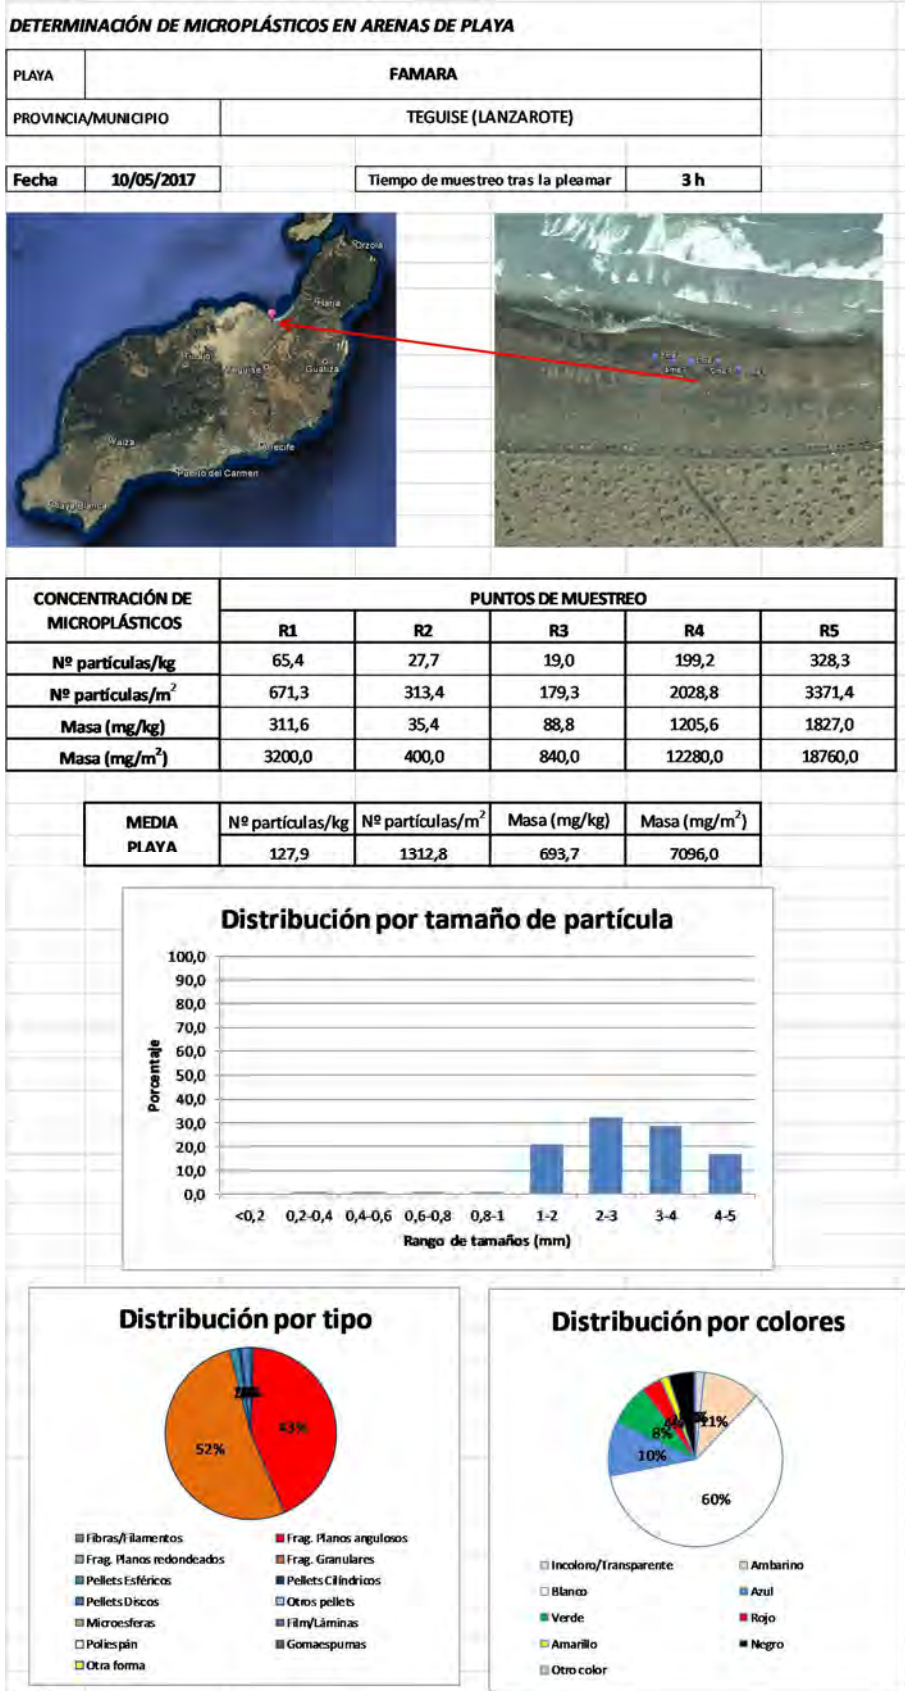 DETERMINACIÓN DE MICROPLÁSTICOS EN ARENAS DE PLAYA
PLAYA FAMARA
PROVINCIA/MUNICIPIO TEGUISE (LANZAROTE)
Fecha 10/05/2017 Tiempo de muestreo tras la pleamar 3 h
Orzola
Haria
Tinajo
Teguise
Guatiza
Yaiza
Arrecife
Puerto del Carmen
Playa Blanca
CONCENTRACIÓN DE MICROPLÁSTICOS PUNTOS DE MUESTREO
R1 R2 R3 R4 R5
Nº partículas/kg 65,4 27,7 19,0 199,2 328,3
Nº partículas/m² 671,3 313,4 179,3 2028,8 3371,4
Masa (mg/kg) 311,6 35,4 88,8 1205,6 1827,0
Masa (mg/m²) 3200,0 400,0 840,0 12280,0 18760,0
MEDIA PLAYA Nº partículas/kg Nº partículas/m² Masa (mg/kg) Masa (mg/m²)
127,9 1312,8 693,7 7096,0
Distribución por tamaño de partícula
100,0
90,0
80,0
70,0
60,0
50,0
40,0
30,0
20,0
10,0
0,0
Porcentaje
<0,2 0,2-0,4 0,4-0,6 0,6-0,8 0,8-1 1-2 2-3 3-4 4-5
Rango de tamaños (mm)
Distribución por tipo
43%
52%
Fibras/Filamentos Frag. Planos angulosos
Frag. Planos redondeados Frag. Granulares
Pellets Esféricos Pellets Cilíndricos
Pellets Discos Otros pellets
Microesferas Film/Láminas
Poliespán Gomaespumas
Otra forma
Distribución por colores
11%
8%
10%
60%
Incoloro/Transparente Ambarino
Blanco Azul
Verde Rojo
Amarillo Negro
Otro color